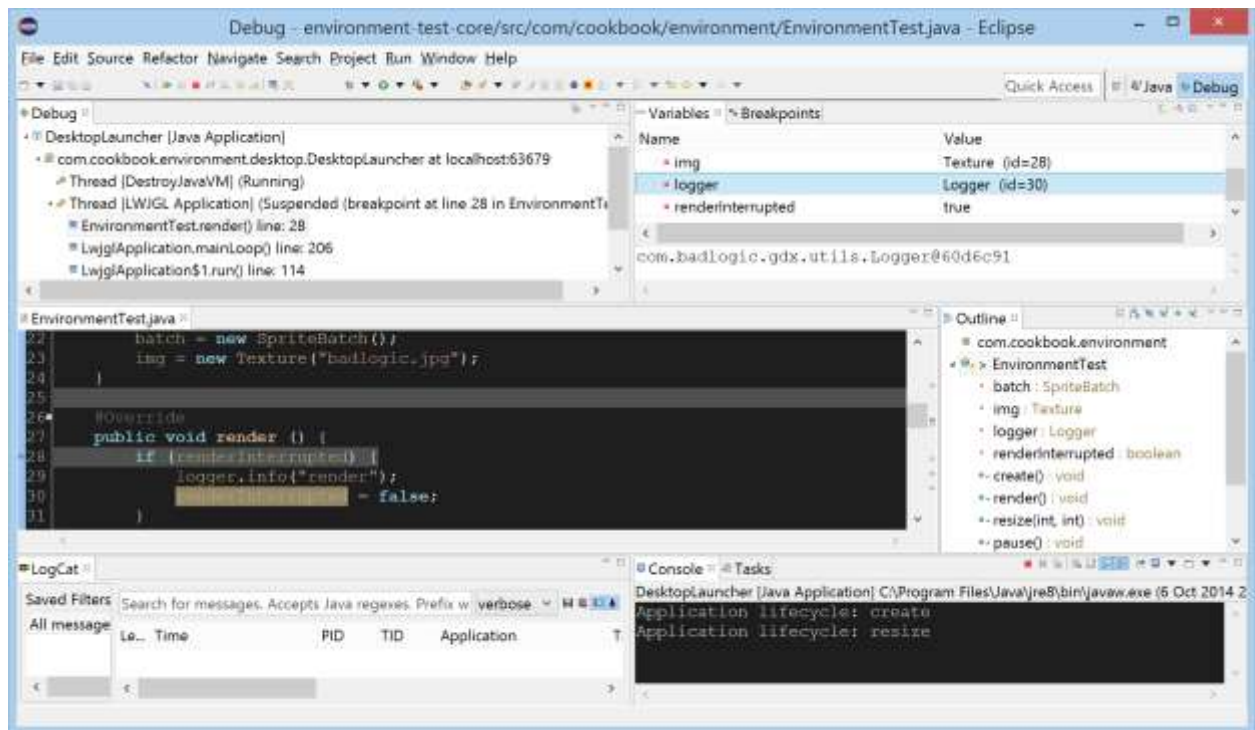 Debug - environment-test-core/src/com/cookbook/environment/EnvironmentTest.java - Eclipse
File Edit Source Refactor Navigate Search Project Run Window Help
Quick Access Java Debug
Debug
DesktopLauncher [Java Application]
com.cookbook.environment.desktop.DesktopLauncher at localhost:63679
Thread [DestroyJavaVM] (Running)
Thread [LWJGL Application] (Suspended (breakpoint at line 28 in EnvironmentTe
EnvironmentTest.render() line: 28
LwjglApplication.mainLoop() line: 206
LwjglApplication$1.run() line: 114
Variables Breakpoints
Name Value
img Texture (id=28)
logger Logger (id=30)
renderInterrupted true
com.badlogic.gdx.utils.Logger@60d6c91
EnvironmentTest.java
22 batch = new SpriteBatch();
23 img = new Texture("badlogic.jpg");
24 }
25
26 @Override
27 public void render () {
28 if (renderInterrupted) {
29 logger.info("render");
30 renderInterrupted = false;
31 }
Outline
com.cookbook.environment
EnvironmentTest
batch : SpriteBatch
img : Texture
logger : Logger
renderInterrupted : boolean
create() : void
render() : void
resize(int, int) : void
pause() : void
LogCat
Saved Filters
All message
Search for messages. Accepts Java regexes. Prefix w verbose
Le... Time PID TID Application T
Console Tasks
DesktopLauncher [Java Application] C:\Program Files\Java\jre8\bin\javaw.exe (6 Oct 2014 2
Application lifecycle: create
Application lifecycle: resize